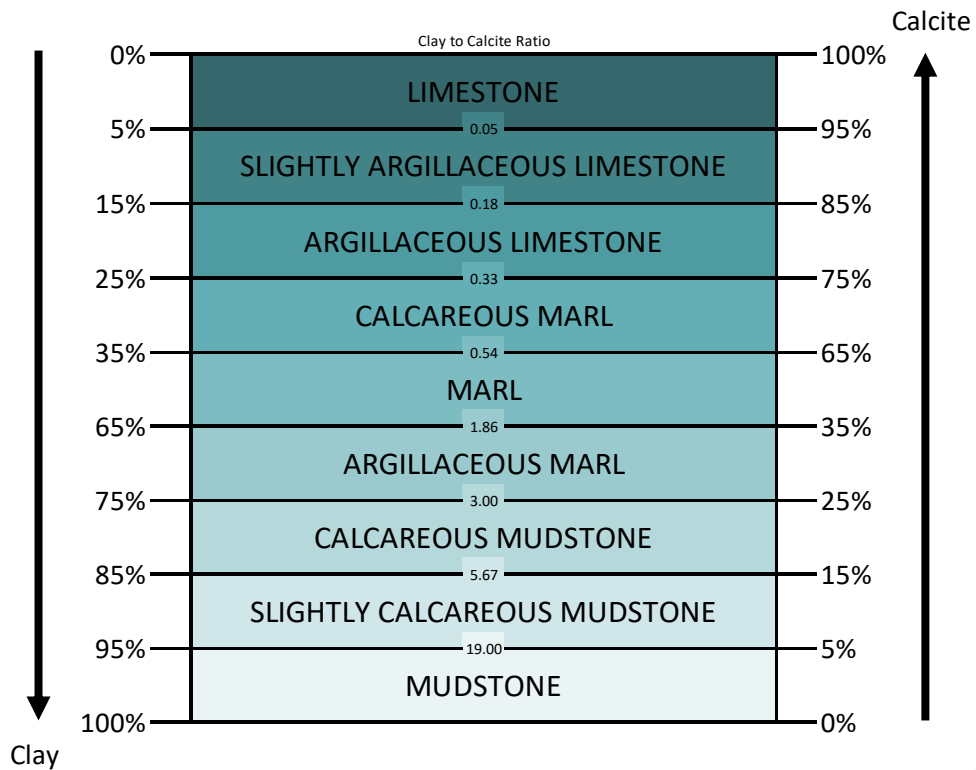 Calcite
Clay to Calcite Ratio
0% 100%
LIMESTONE
5% 0.05 95%
SLIGHTLY ARGILLACEOUS LIMESTONE
15% 0.18 85%
ARGILLACEOUS LIMESTONE
25% 0.33 75%
CALCAREOUS MARL
35% 0.54 65%
MARL
65% 1.86 35%
ARGILLACEOUS MARL
75% 3.00 25%
CALCAREOUS MUDSTONE
85% 5.67 15%
SLIGHTLY CALCAREOUS MUDSTONE
95% 19.00 5%
MUDSTONE
100% 0%
Clay